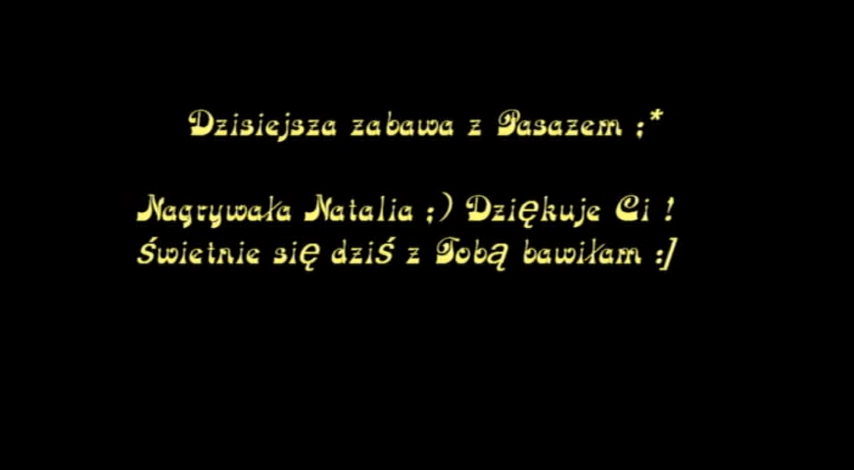 Dzisiejsza zabawa z Pasazem ;*
Nagrywała Natalia ;) Dziękuje Ci !
Świetnie się dziś z Tobą bawiłam :]